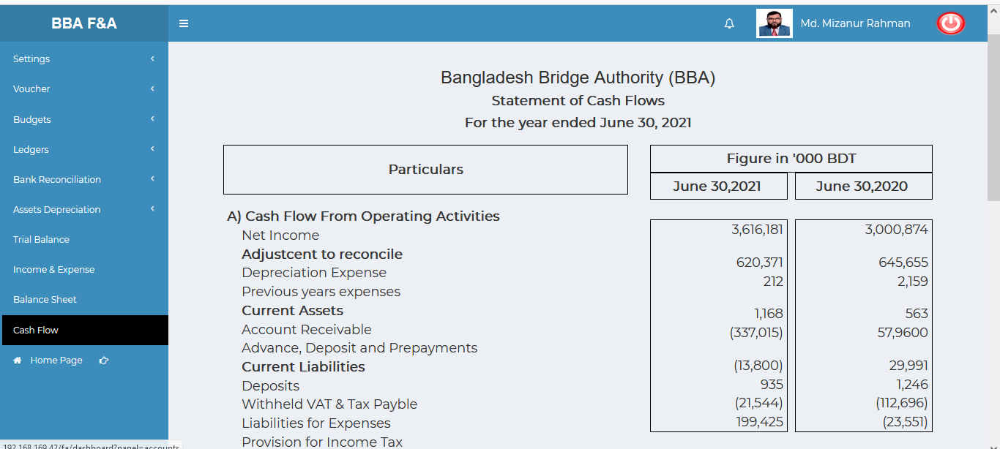 BBA F&A
Md. Mizanur Rahman
Settings
Voucher
Budgets
Ledgers
Bank Reconciliation
Assets Depreciation
Trial Balance
Income & Expense
Balance Sheet
Cash Flow
Home Page
192.168.169.42/fa/dashboard?panel=accounts
Bangladesh Bridge Authority (BBA)
Statement of Cash Flows
For the year ended June 30, 2021
Particulars
Figure in '000 BDT
June 30,2021 June 30,2020
A) Cash Flow From Operating Activities
Net Income
Adjustcent to reconcile
Depreciation Expense
Previous years expenses
Current Assets
Account Receivable
Advance, Deposit and Prepayments
Current Liabilities
Deposits
Withheld VAT & Tax Payble
Liabilities for Expenses
Provision for Income Tax
3,616,181 3,000,874
620,371 645,655
212 2,159
1,168 563
(337,015) 57,9600
(13,800) 29,991
935 1,246
(21,544) (112,696)
199,425 (23,551)